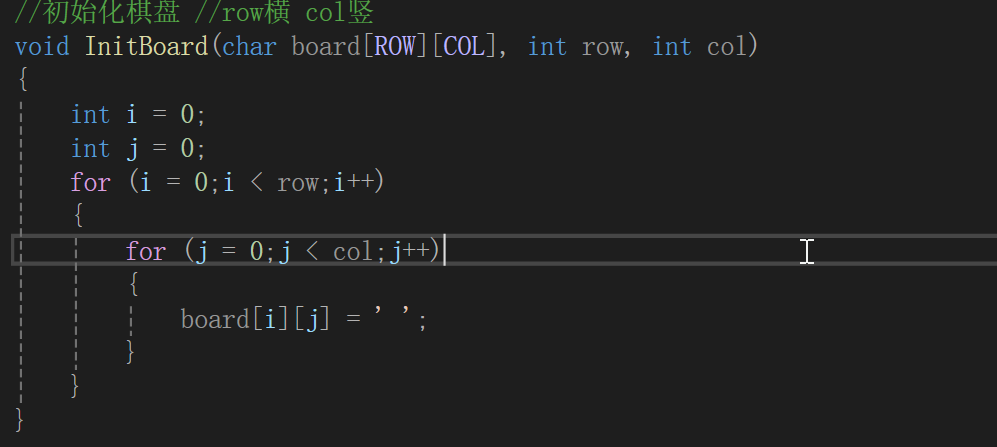 //初始化棋盘 //row横 col竖
void InitBoard(char board[ROW][COL], int row, int col)
{
    int i = 0;
    int j = 0;
    for (i = 0;i < row;i++)
    {
        for (j = 0;j < col;j++)
        {
            board[i][j] = ' ';
        }
    }
}